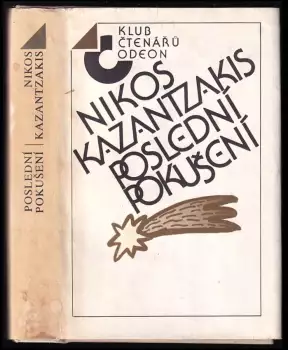 NIKOS
KAZANTZAKIS
POSLEDNÍ
POKUŠENÍ
KLUB
ČTENÁŘŮ
ODEON
NIKOS
KAZANTZAKIS
POSLEDNÍ
POKUŠENÍ